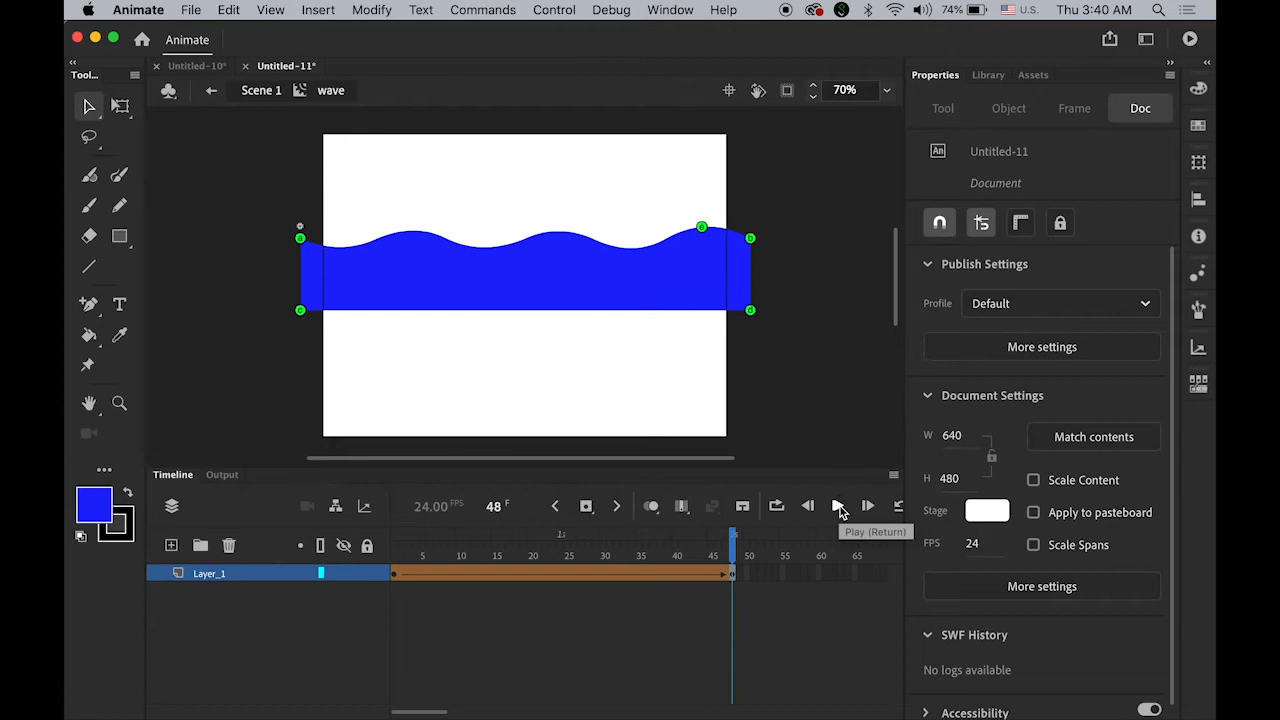 Animate File Edit View Insert Modify Text Commands Control Debug Window Help 74% U.S. Thu 3:40 AM
Animate
Tool... Untitled-10* Untitled-11* Properties Library Assets
Scene 1 wave 70%
Tool Object Frame Doc
An Untitled-11
Document
Publish Settings
Profile Default
More settings
Document Settings
W 640 Match contents
H 480 Scale Content
Stage Apply to pasteboard
FPS 24 Scale Spans
More settings
SWF History
No logs available
Accessibility
a e b
c d
T
Timeline Output
24.00 FPS 48 F
Play (Return)
1s 2s
5 10 15 20 25 30 35 40 45 50 55 60 65
Layer_1